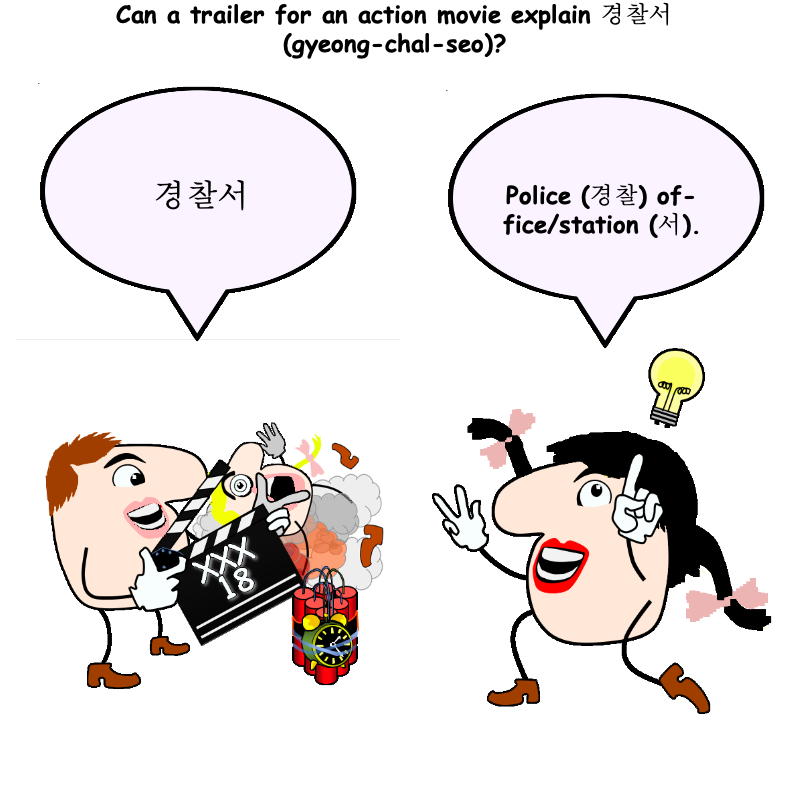 Can a trailer for an action movie explain 경찰서
(gyeong-chal-seo)?
경찰서
Police (경찰) of-
fice/station (서).
XXX
18